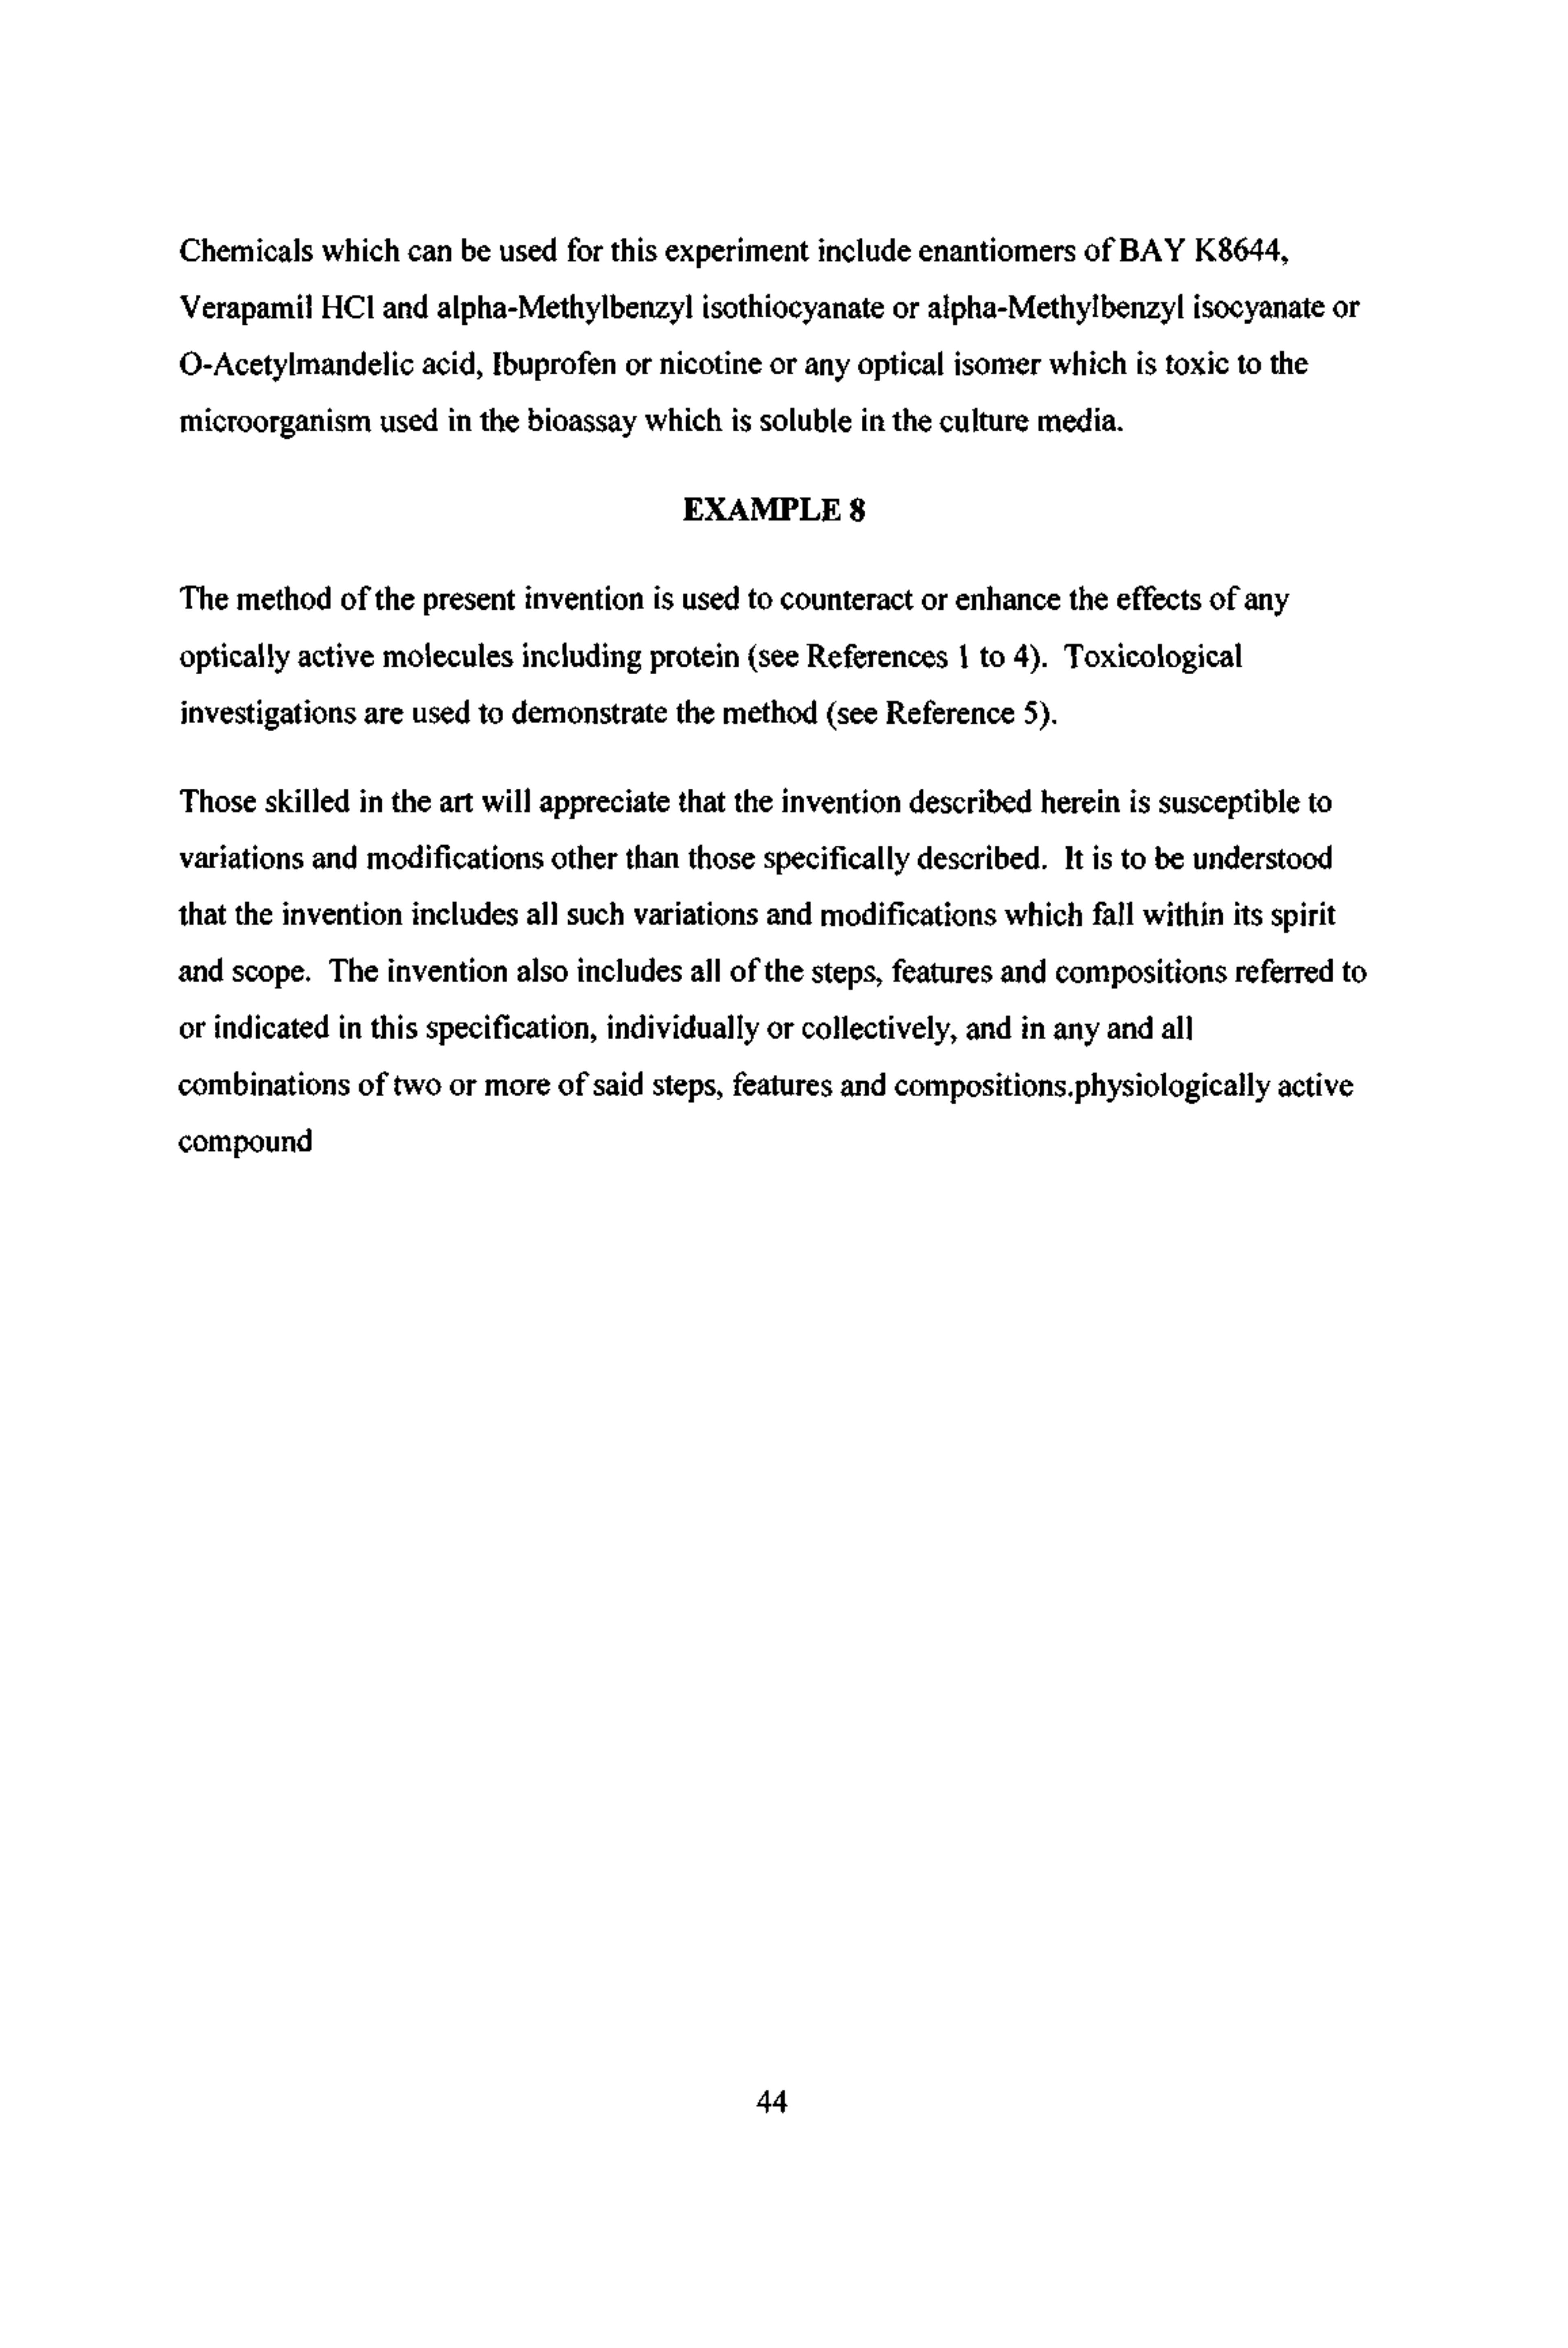 Chemicals which can be used for this experiment include enantiomers of BAY K8644,
Verapamil HCl and alpha-Methylbenzyl isothiocyanate or alpha-Methylbenzyl isocyanate or
O-Acetylmandelic acid, Ibuprofen or nicotine or any optical isomer which is toxic to the
microorganism used in the bioassay which is soluble in the culture media.
EXAMPLE 8
The method of the present invention is used to counteract or enhance the effects of any
optically active molecules including protein (see References 1 to 4). Toxicological
investigations are used to demonstrate the method (see Reference 5).
Those skilled in the art will appreciate that the invention described herein is susceptible to
variations and modifications other than those specifically described. It is to be understood
that the invention includes all such variations and modifications which fall within its spirit
and scope. The invention also includes all of the steps, features and compositions referred to
or indicated in this specification, individually or collectively, and in any and all
combinations of two or more of said steps, features and compositions.physiologically active
compound
44